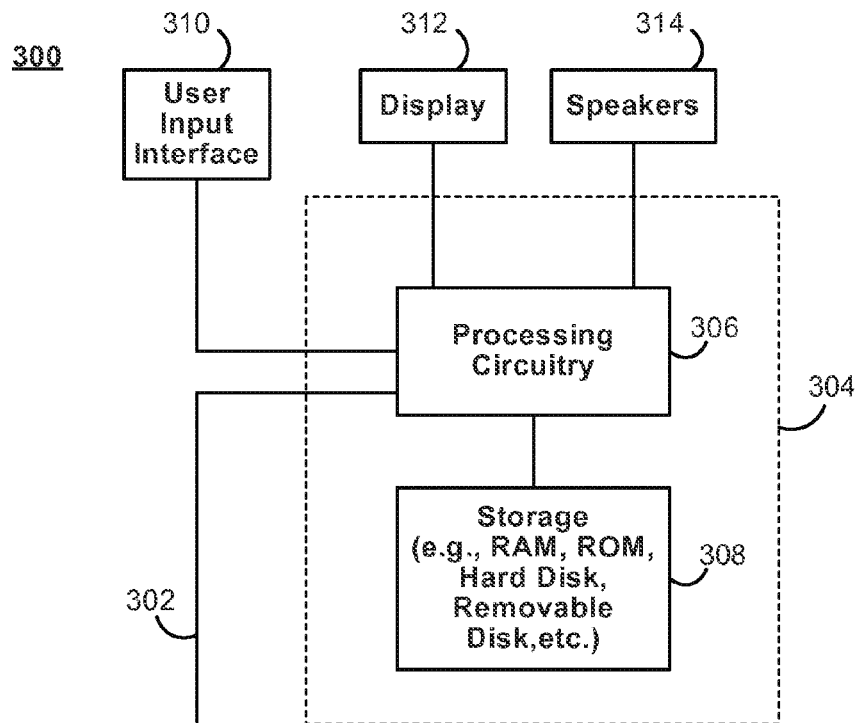 300
310
312
314
User
Input
Interface
Display
Speakers
Processing
Circuitry
306
304
Storage
(e.g., RAM, ROM,
Hard Disk,
Removable
Disk,etc.)
308
302